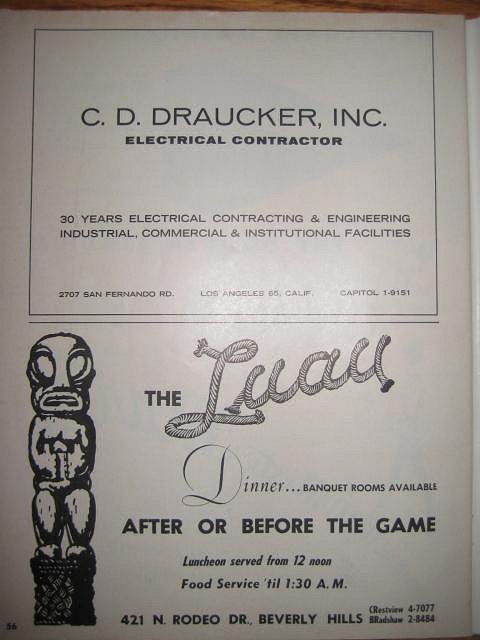 C. D. DRAUCKER, INC.
ELECTRICAL CONTRACTOR
30 YEARS ELECTRICAL CONTRACTING & ENGINEERING
INDUSTRIAL, COMMERCIAL & INSTITUTIONAL FACILITIES
2707 SAN FERNANDO RD. LOS ANGELES 65, CALIF. CAPITOL 1-9151
THE Luau
Dinner... BANQUET ROOMS AVAILABLE
AFTER OR BEFORE THE GAME
Luncheon served from 12 noon
Food Service 'til 1:30 A.M.
421 N. RODEO DR., BEVERLY HILLS CRestview 4-7077
BRadshaw 2-8484
56